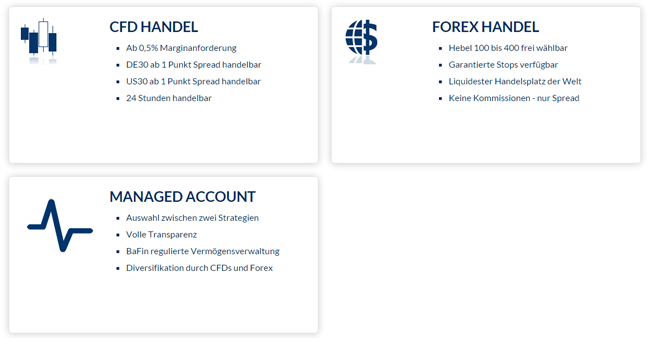 CFD HANDEL
Ab 0,5% Marginanforderung
DE30 ab 1 Punkt Spread handelbar
US30 ab 1 Punkt Spread handelbar
24 Stunden handelbar
FOREX HANDEL
Hebel 100 bis 400 frei wählbar
Garantierte Stops verfügbar
Liquidester Handelsplatz der Welt
Keine Kommissionen - nur Spread
MANAGED ACCOUNT
Auswahl zwischen zwei Strategien
Volle Transparenz
BaFin regulierte Vermögensverwaltung
Diversifikation durch CFDs und Forex